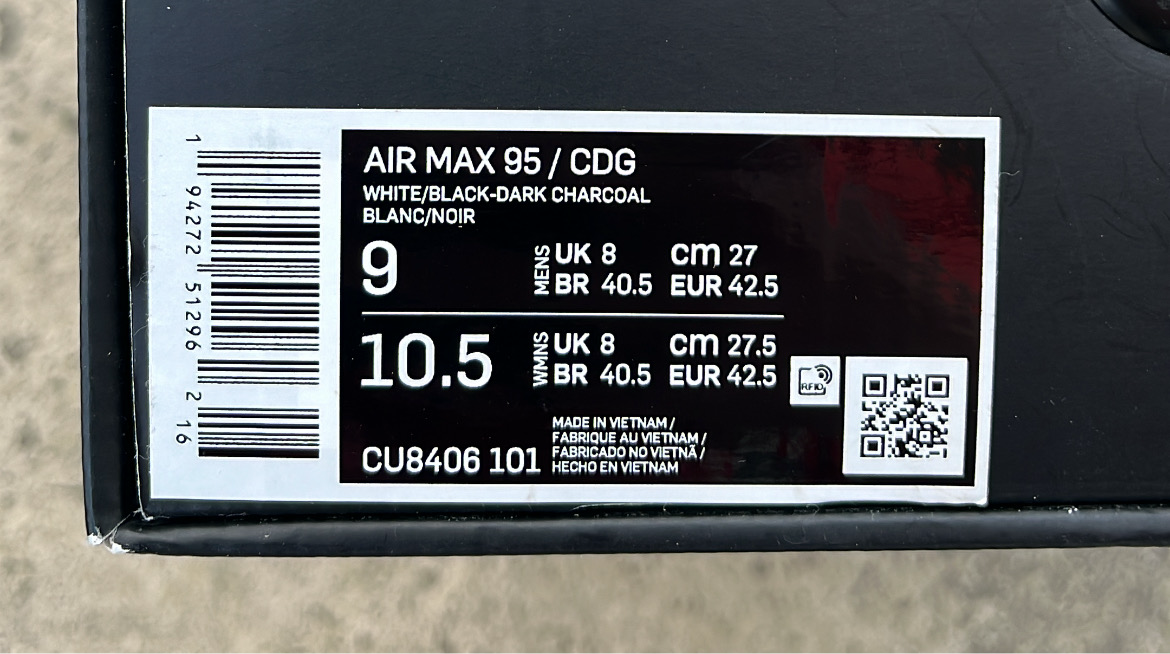 1 94272 51296 2 16
AIR MAX 95 / CDG
WHITE/BLACK-DARK CHARCOAL
BLANC/NOIR
9
MENS
UK 8 cm 27
BR 40.5 EUR 42.5
10.5
WMNS
UK 8 cm 27.5
BR 40.5 EUR 42.5
RFID
CU8406 101
MADE IN VIETNAM /
FABRIQUE AU VIETNAM /
FABRICADO NO VIETNÃ /
HECHO EN VIETNAM